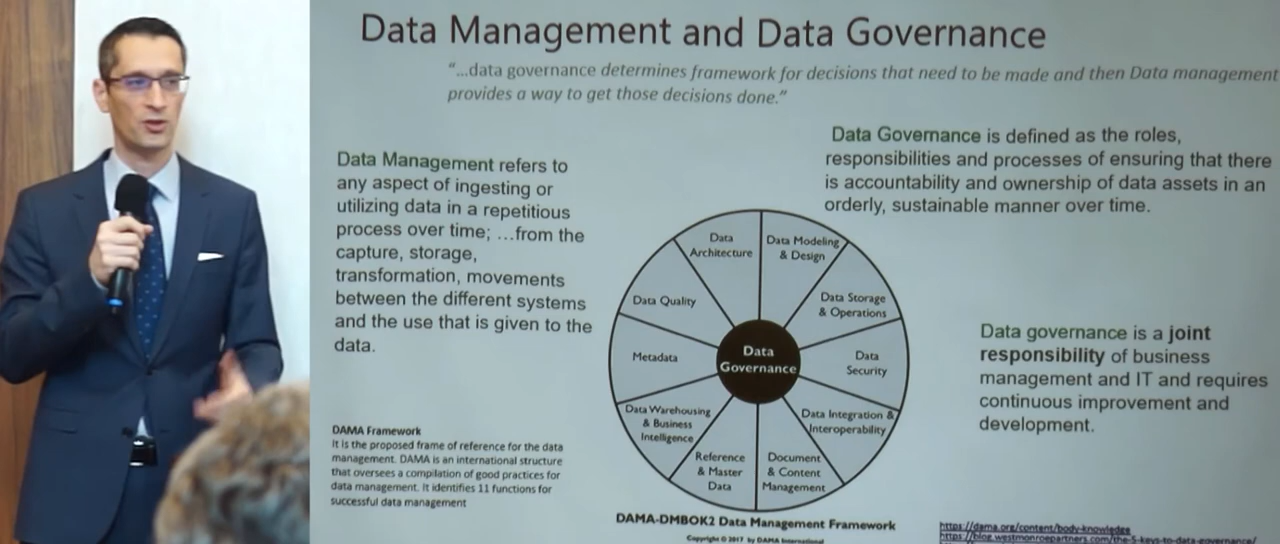 Data Management and Data Governance
"...data governance determines framework for decisions that need to be made and then Data management
provides a way to get those decisions done."
Data Management refers to
any aspect of ingesting or
utilizing data in a repetitious
process over time; ...from the
capture, storage,
transformation, movements
between the different systems
and the use that is given to the
data.
Data Governance is defined as the roles,
responsibilities and processes of ensuring that there
is accountability and ownership of data assets in an
orderly, sustainable manner over time.
Data
Architecture
Data Modeling
& Design
Data Quality
Data Storage
& Operations
Metadata
Data
Governance
Data
Security
Data Warehousing
& Business
Intelligence
Data Integration &
Interoperability
Reference
& Master
Data
Document
& Content
Management
Data governance is a joint
responsibility of business
management and IT and requires
continuous improvement and
development.
DAMA Framework
It is the proposed frame of reference for the data
management. DAMA is an international structure
that oversees a compilation of good practices for
data management. It identifies 11 functions for
successful data management
DAMA-DMBOK2 Data Management Framework
Copyright © 2017 by DAMA International
https://dama.org/content/body-knowledge
https://blog.westmonroepartners.com/the-5-keys-to-data-governance/